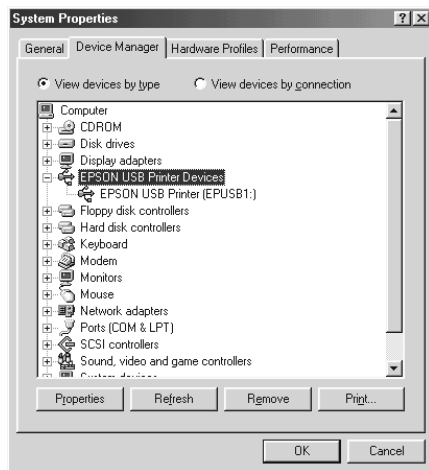 System Properties
General Device Manager Hardware Profiles Performance
View devices by type View devices by connection
Computer
CDROM
Disk drives
Display adapters
EPSON USB Printer Devices
EPSON USB Printer (EPUSB1:)
Floppy disk controllers
Hard disk controllers
Keyboard
Modem
Monitors
Mouse
Network adapters
Ports (COM & LPT)
SCSI controllers
Sound, video and game controllers
System devices
Properties Refresh Remove Print...
OK Cancel